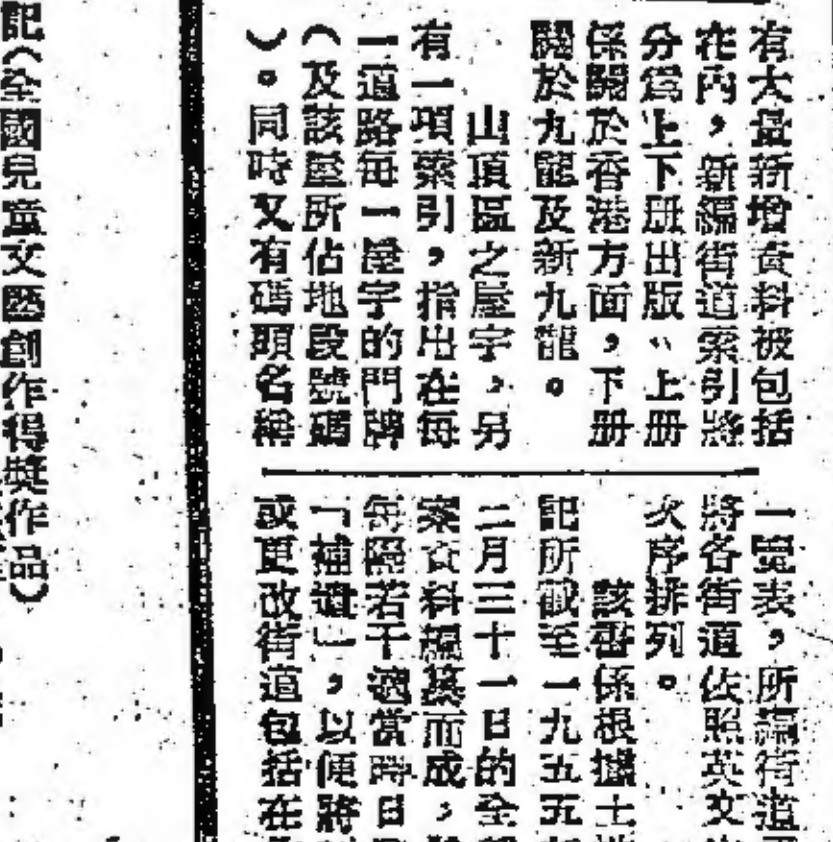 有大量新增資料被包括
在內，新編街道索引將
分爲上下册出版，上册
係關於香港方面，下册
關於九龍及新九龍。
山頂區之屋宇，另
有一項索引，指出在每
一道路每一屋宇的門牌
（及該屋所佔地段號碼
）。同時又有碼頭名稱
一覽表，所編街道
將各街道依照英文
次序排列。
該書係根據土
記所截至一九五五
二月三十一日的全
案資料編纂而成，
每隔若干適當時日
「補遺」，以便將
或更改街道包括在
記（全國兒童文藝創作得獎作品）